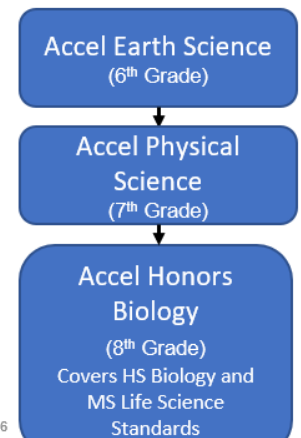 Accel Earth Science
(6th Grade)
Accel Physical
Science
(7th Grade)
Accel Honors
Biology
(8th Grade)
Covers HS Biology and
MS Life Science
Standards
6